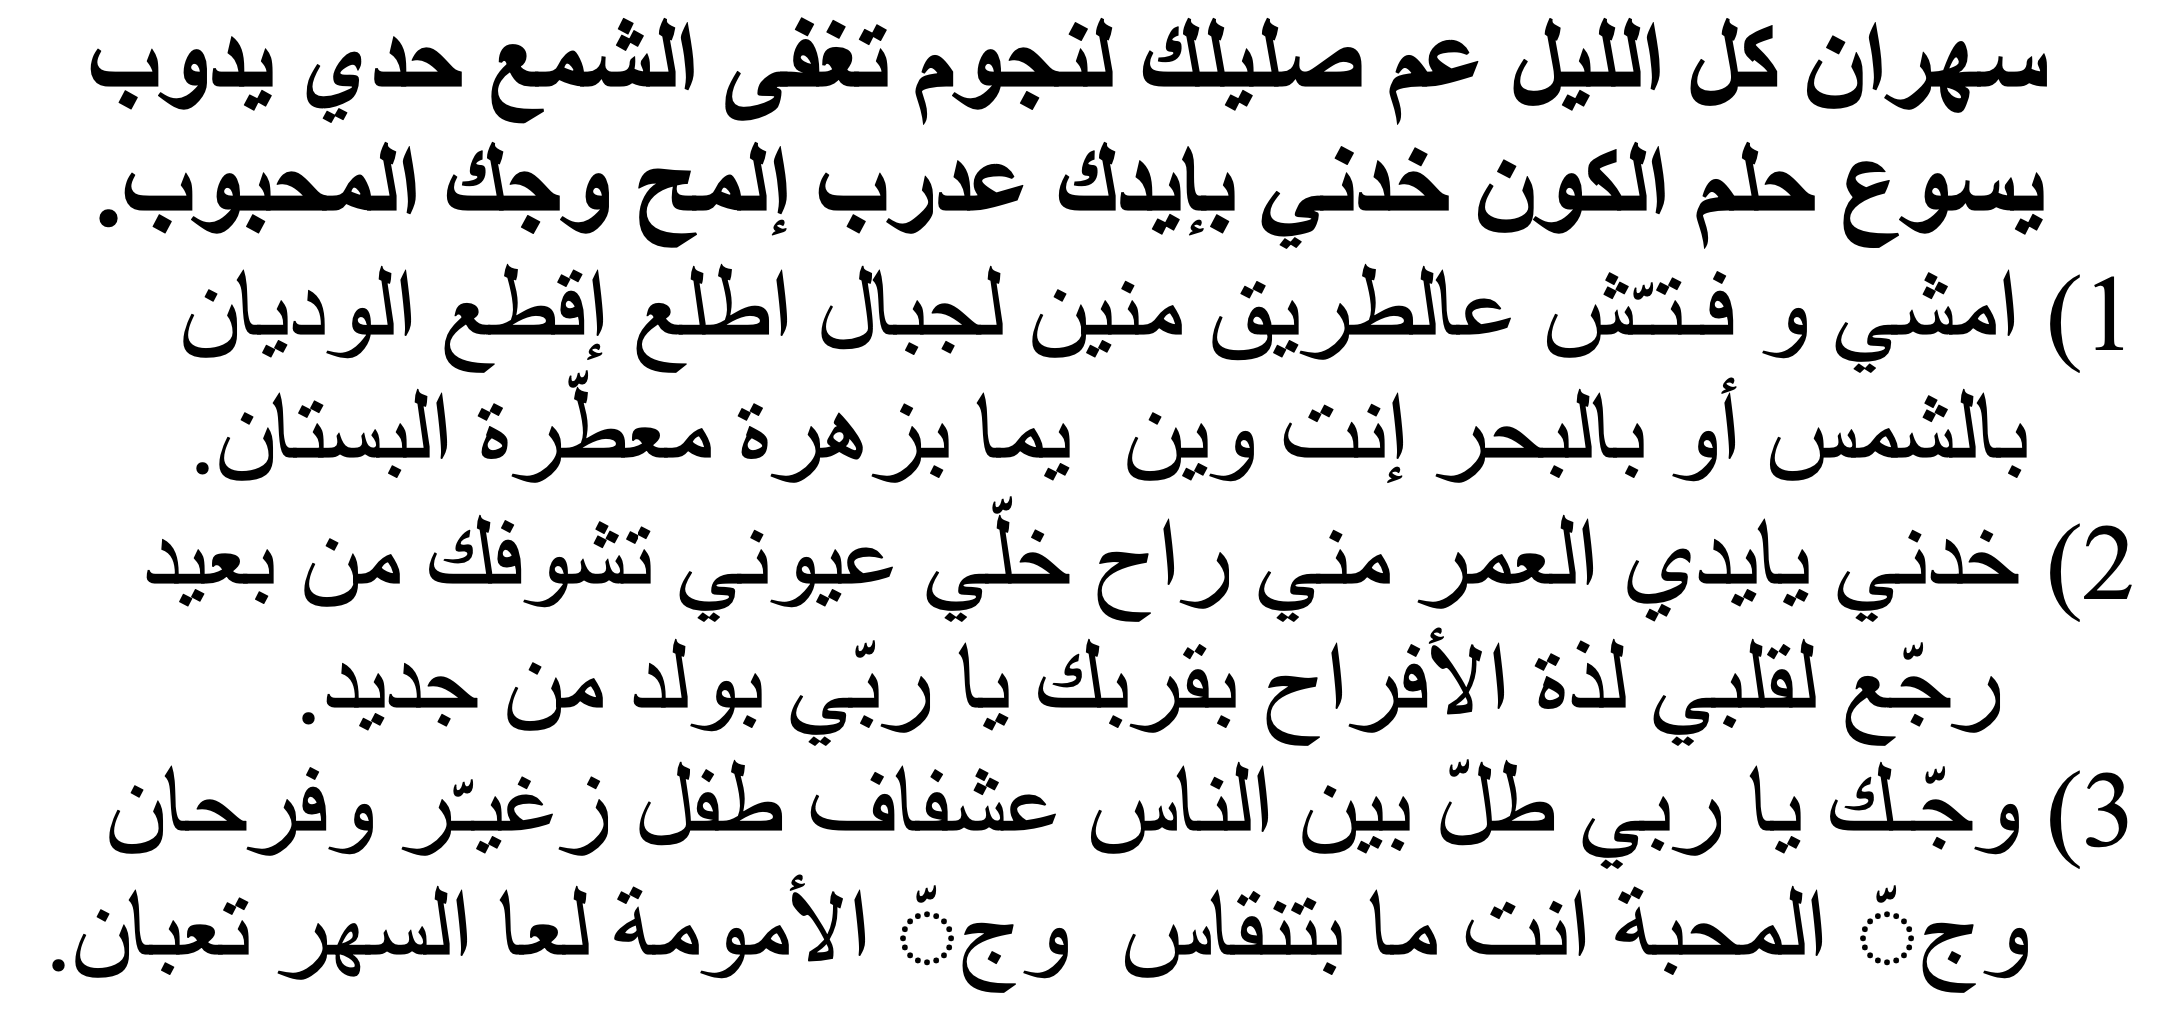 سهران كل الليل عم صليلك لنجوم تغفى الشمع حدي يدوب
يسوع حلم الكون خدني بإيدك عدرب إلمح وجك المحبوب.
1) امشي و فـتـّش عالطريق منين لجبال اطلع إقطع الوديان
بالشمس أو بالبحر إنت وين يما بزهرة معطّرة البستان.
2) خدني يايدي العمر مني راح خلّي عيوني تشوفك من بعيد
رجّع لقلبي لذة الأفراح بقربك يا ربّي بولد من جديد.
3) وجّـك يا ربي طلّ بين الناس عشفاف طفل زغيـّر وفرحان
وج ّ المحبة انت ما بتنقاس وج ّ الأمومة لعا السهر تعبان.